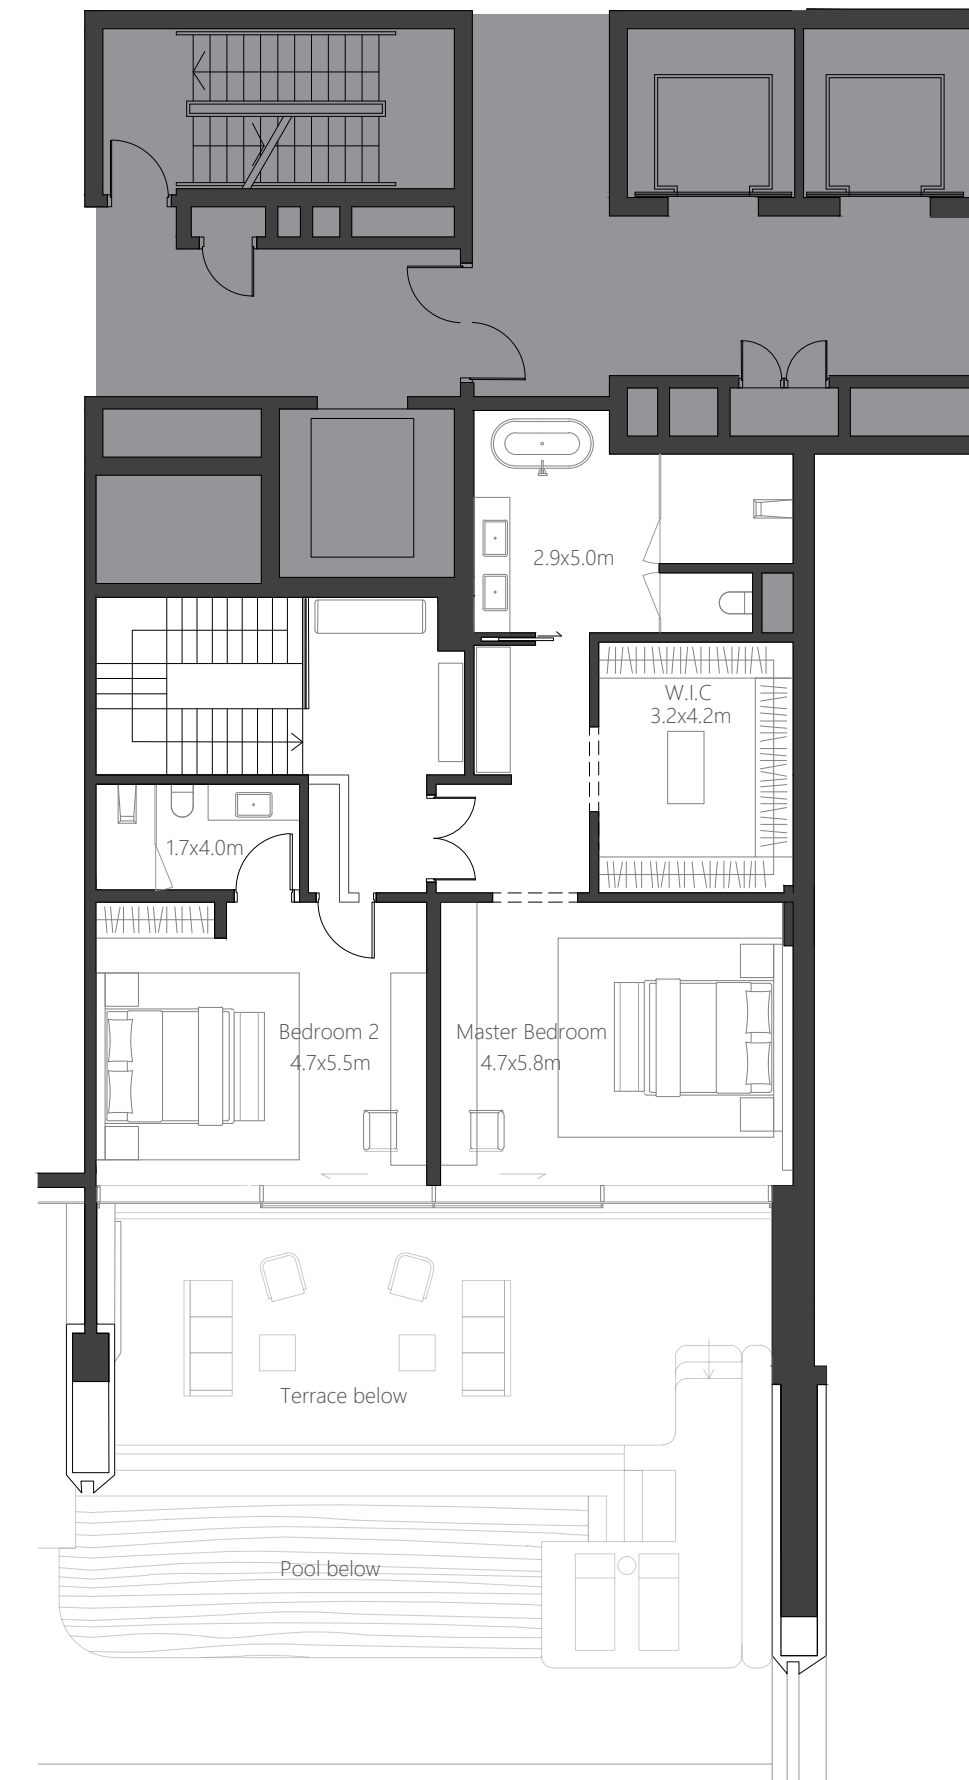 2.9x5.0m
W.I.C
3.2x4.2m
1.7x4.0m
Bedroom 2
4.7x5.5m
Master Bedroom
4.7x5.8m
Terrace below
Pool below